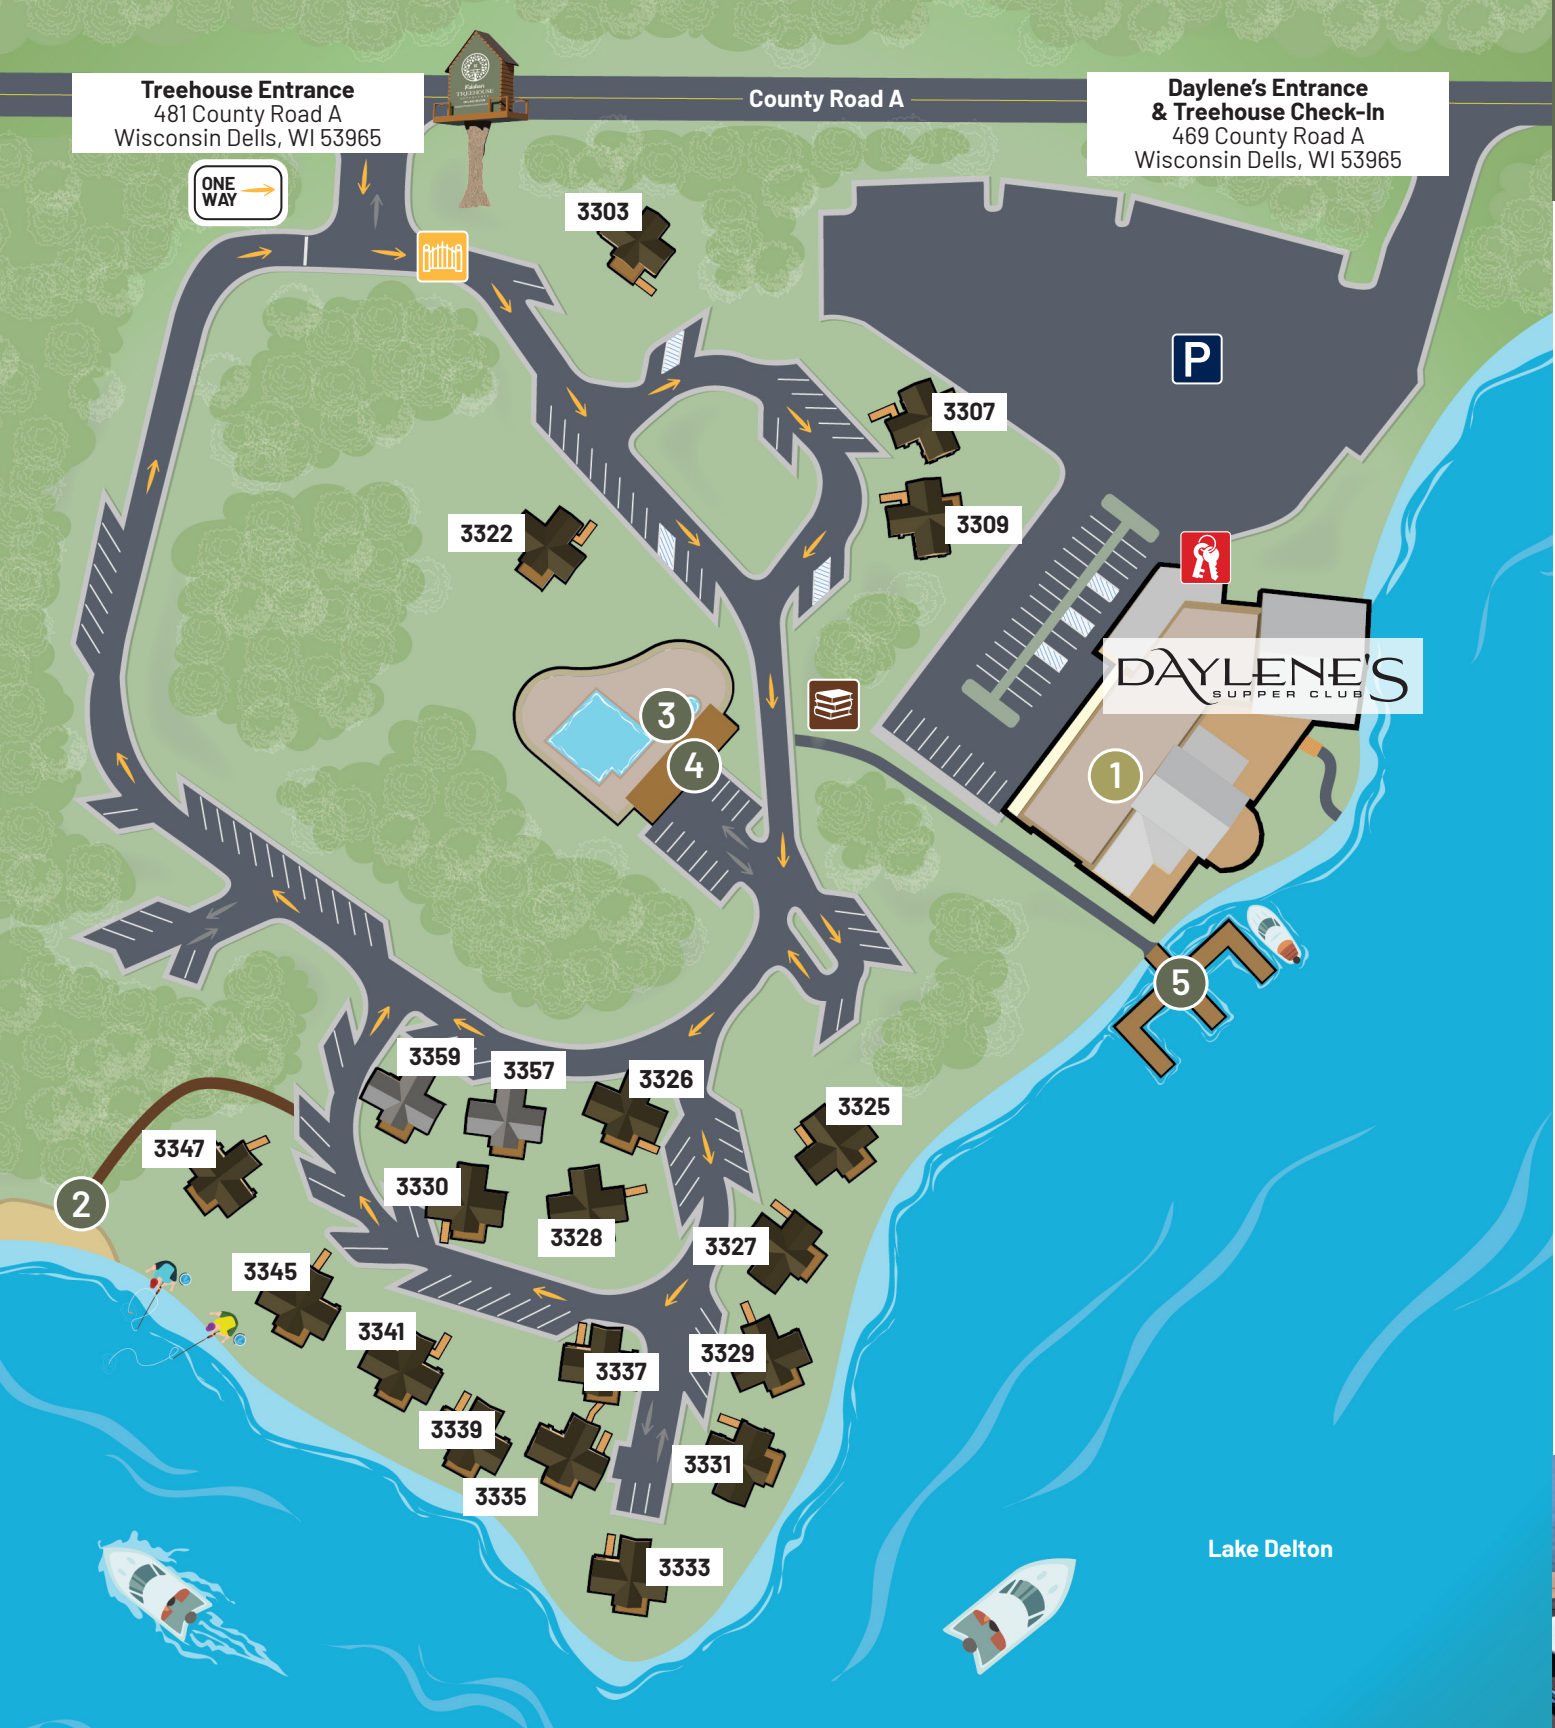 Treehouse Entrance
481 County Road A
Wisconsin Dells, WI 53965
County Road A
Daylene's Entrance
& Treehouse Check-In
469 County Road A
Wisconsin Dells, WI 53965
ONE
WAY
3303
P
3307
3309
3322
DAYLENE'S
SUPPER CLUB
3
4
1
5
3359
3357
3326
3325
3347
3330
2
3328
3327
3345
3341
3329
3337
3339
3331
3335
3333
Lake Delton